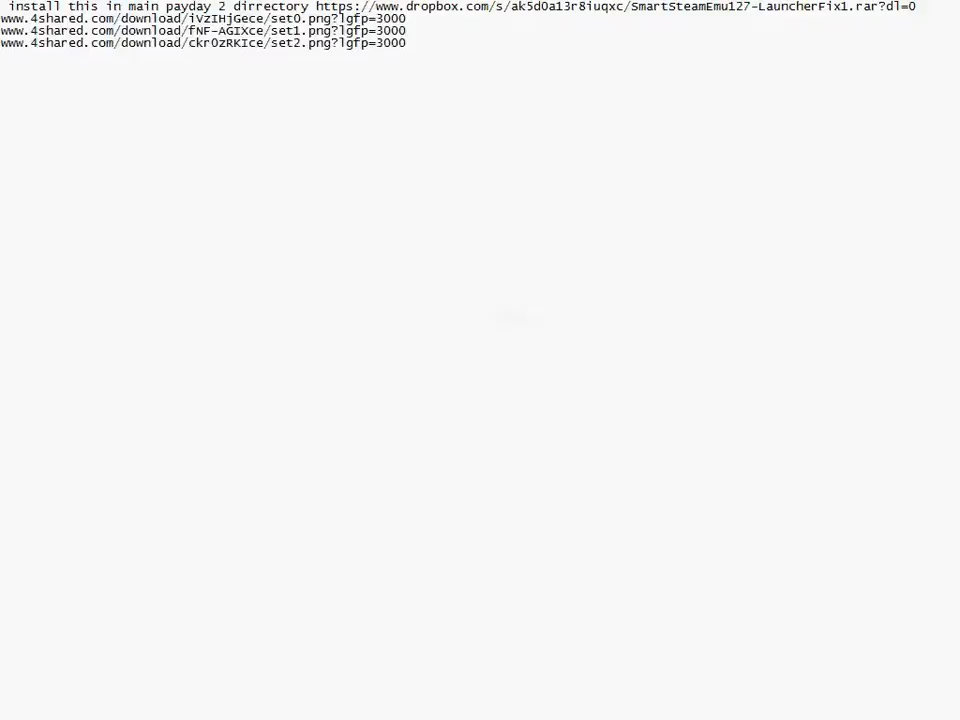 install this in main payday 2 dirrectory https://www.dropbox.com/s/ak5d0a13r8iuqxc/SmartSteamEmu127-LauncherFix1.rar?dl=0
www.4shared.com/download/iVzIHjGece/set0.png?lgfp=3000
www.4shared.com/download/fNF-AGIXce/set1.png?lgfp=3000
www.4shared.com/download/ckr0zRKIce/set2.png?lgfp=3000